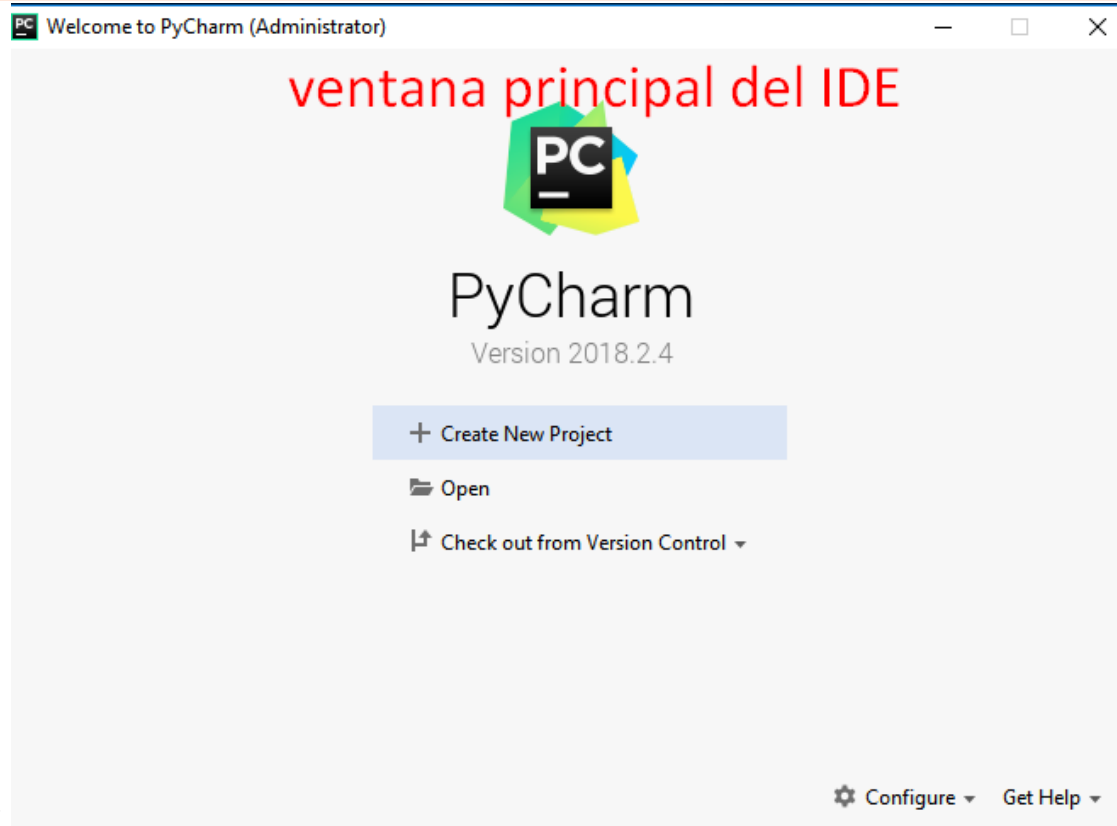 Welcome to PyCharm (Administrator)
ventana principal del IDE
PC
PyCharm
Version 2018.2.4
Create New Project
Open
Check out from Version Control
Configure
Get Help